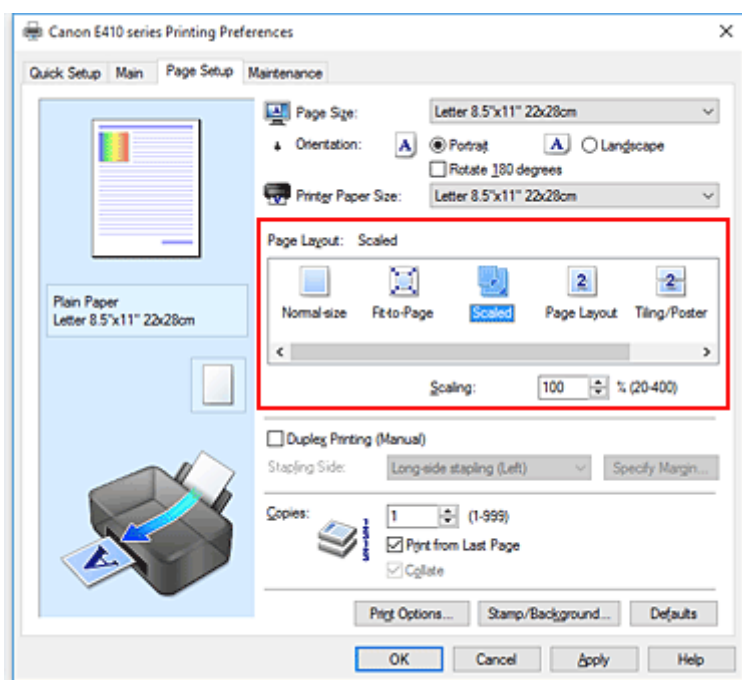 Canon E410 series Printing Preferences
Quick Setup Main Page Setup Maintenance
Page Size: Letter 8.5"x11" 22x28cm
Orientation: A Portrait A Landscape
Rotate 180 degrees
Printer Paper Size: Letter 8.5"x11" 22x28cm
Page Layout: Scaled
2 2
Normal-size Fit-to-Page Scaled Page Layout Tiling/Poster
Scaling: 100 % (20-400)
Plain Paper
Letter 8.5"x11" 22x28cm
Duplex Printing (Manual)
Stapling Side: Long-side stapling (Left) Specify Margin...
Copies: 1 (1-999)
Print from Last Page
Collate
A
Print Options... Stamp/Background... Defaults
OK Cancel Apply Help